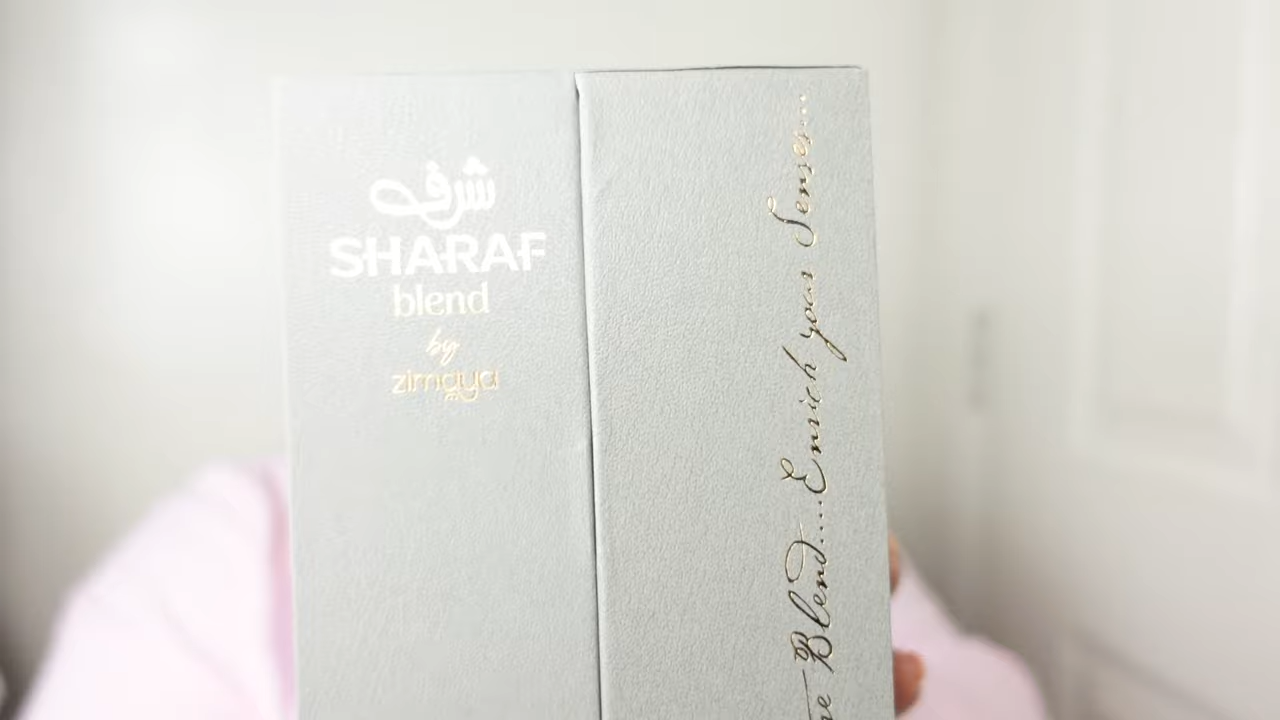 شرف
SHARAF
blend
by
zimaya
Blend....Enrich your Senses...